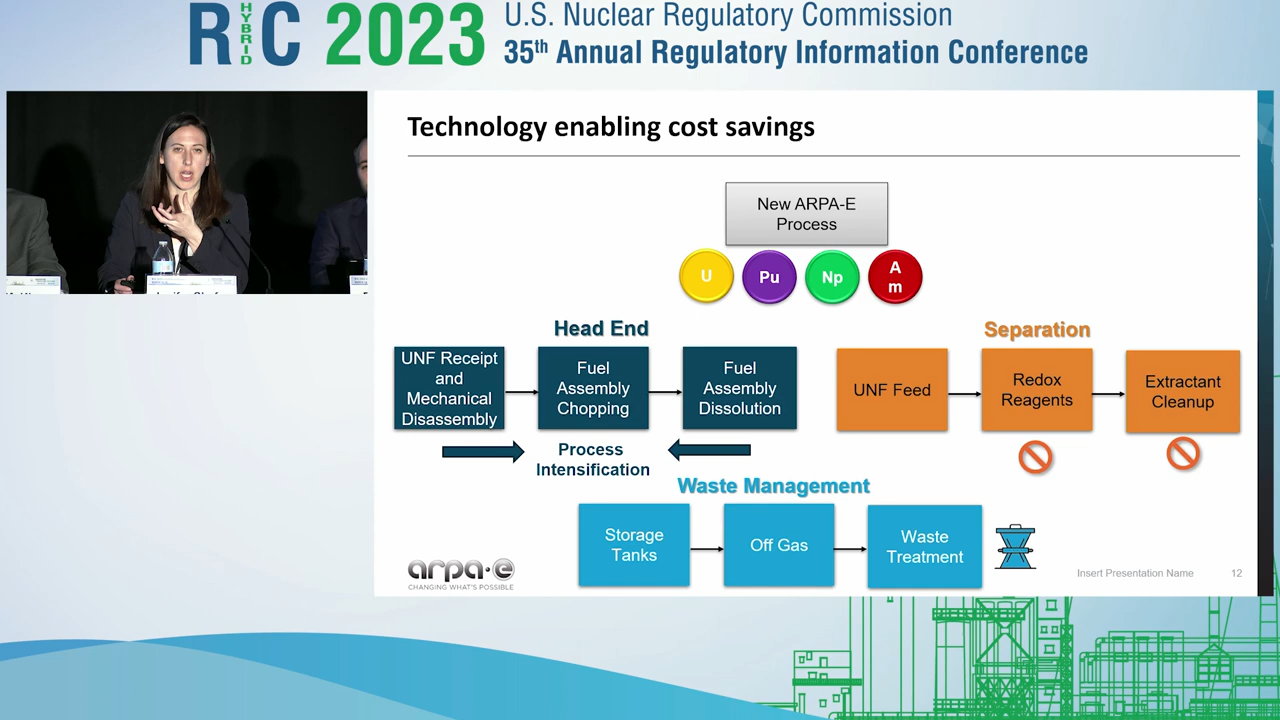 RIC 2023
HYBRID
U.S. Nuclear Regulatory Commission
35th Annual Regulatory Information Conference
Technology enabling cost savings
New ARPA-E
Process
U
Pu
Np
A
m
Head End
UNF Receipt
and
Mechanical
Disassembly
Fuel
Assembly
Chopping
Fuel
Assembly
Dissolution
Process
Intensification
Separation
UNF Feed
Redox
Reagents
Extractant
Cleanup
Waste Management
Storage
Tanks
Off Gas
Waste
Treatment
arpa·e
CHANGING WHAT'S POSSIBLE
Insert Presentation Name
12